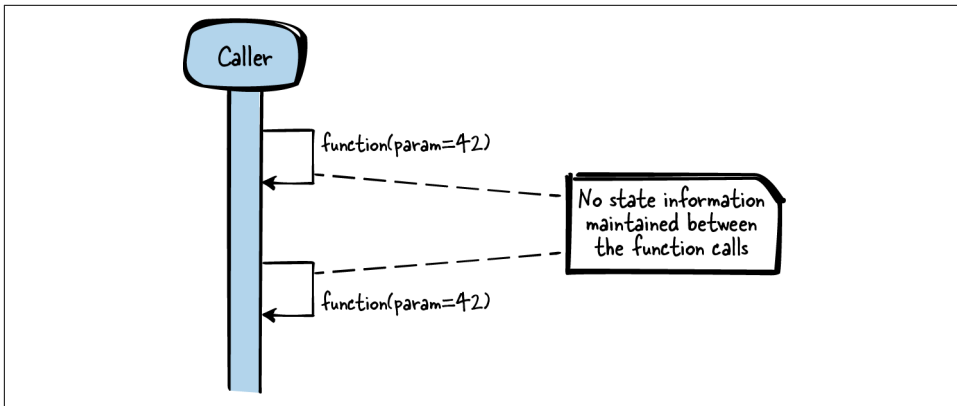 Caller
function(param=42)
No state information
maintained between
the function calls
function(param=42)